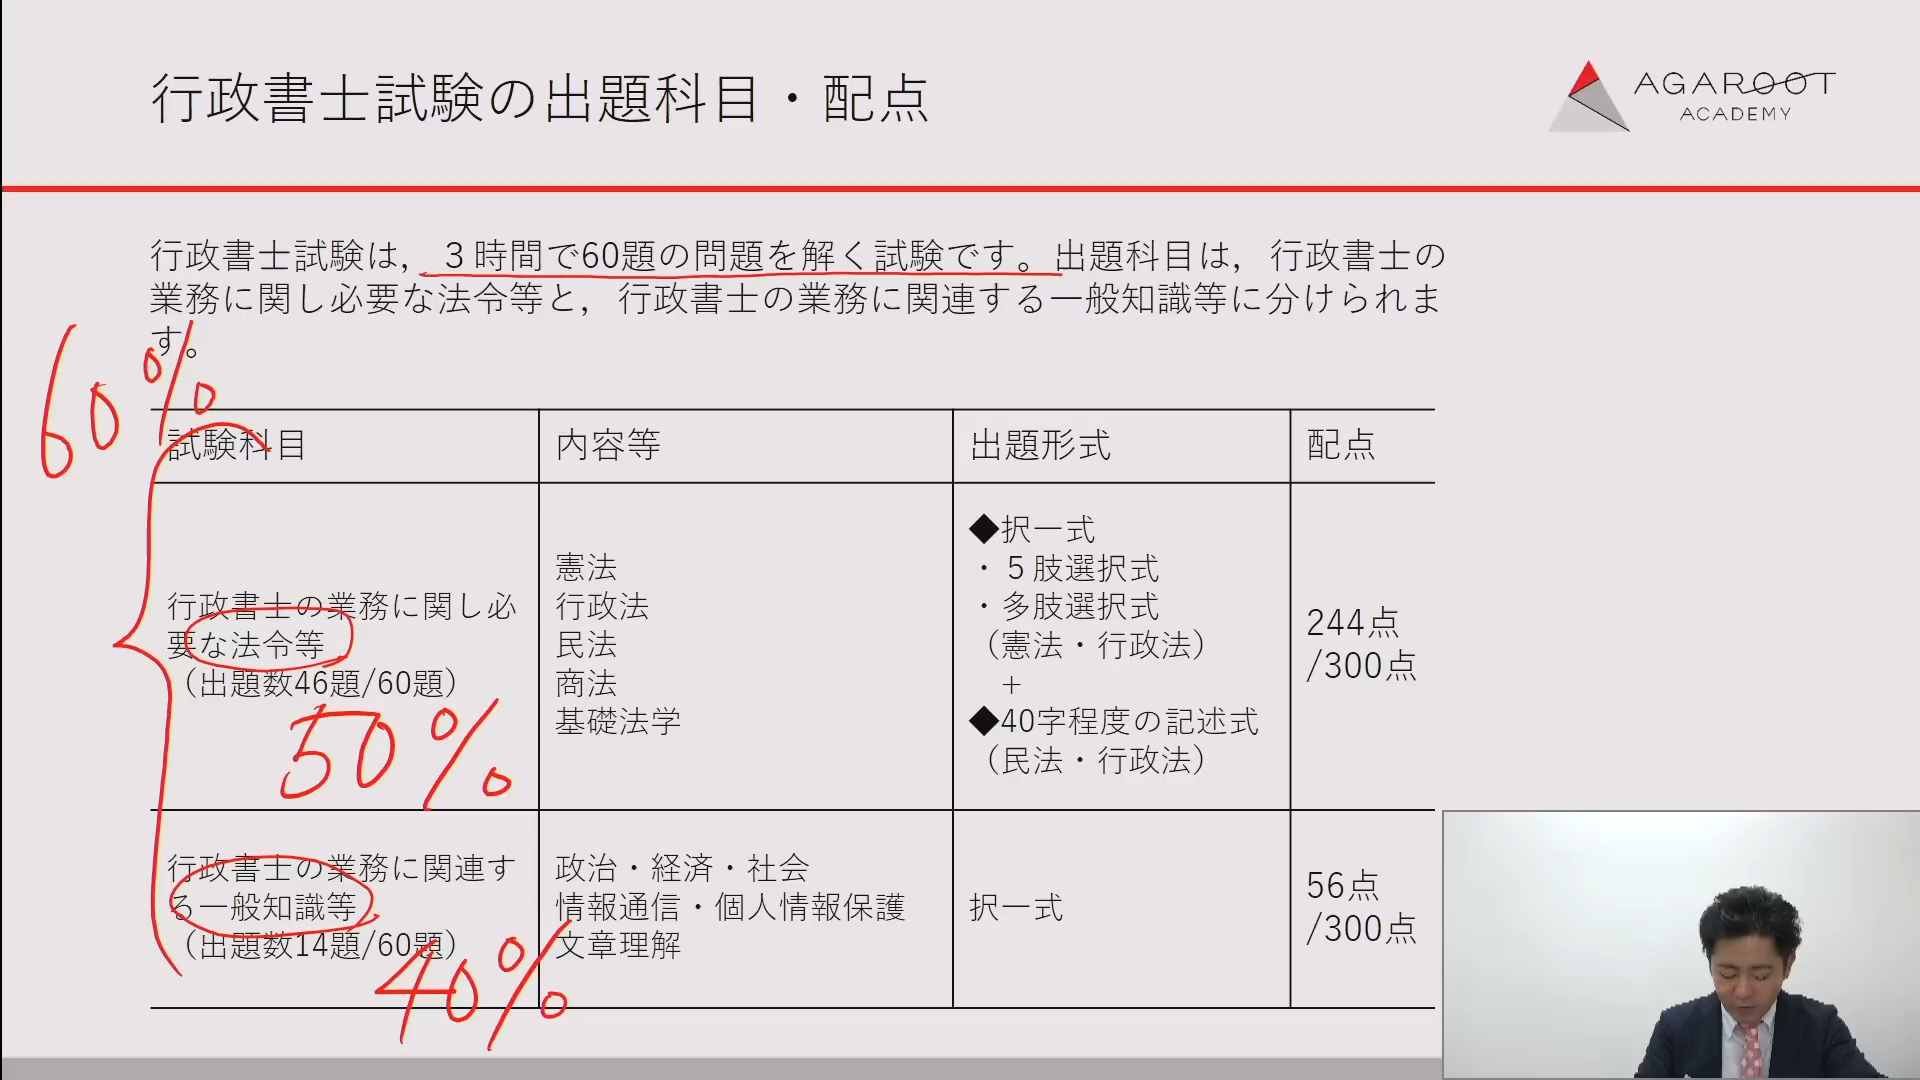 行政書士試験の出題科目・配点
AGAROOT
ACADEMY
行政書士試験は，３時間で60題の問題を解く試験です。出題科目は，行政書士の
業務に関し必要な法令等と，行政書士の業務に関連する一般知識等に分けられま
す。
60%
試験科目
内容等
出題形式
配点
行政書士の業務に関し必
要な法令等
（出題数46題/60題）
50%
憲法
行政法
民法
商法
基礎法学
◆択一式
・５肢選択式
・多肢選択式
（憲法・行政法）
＋
◆40字程度の記述式
（民法・行政法）
244点
/300点
行政書士の業務に関連す
る一般知識等
（出題数14題/60題）
40%
政治・経済・社会
情報通信・個人情報保護
文章理解
択一式
56点
/300点